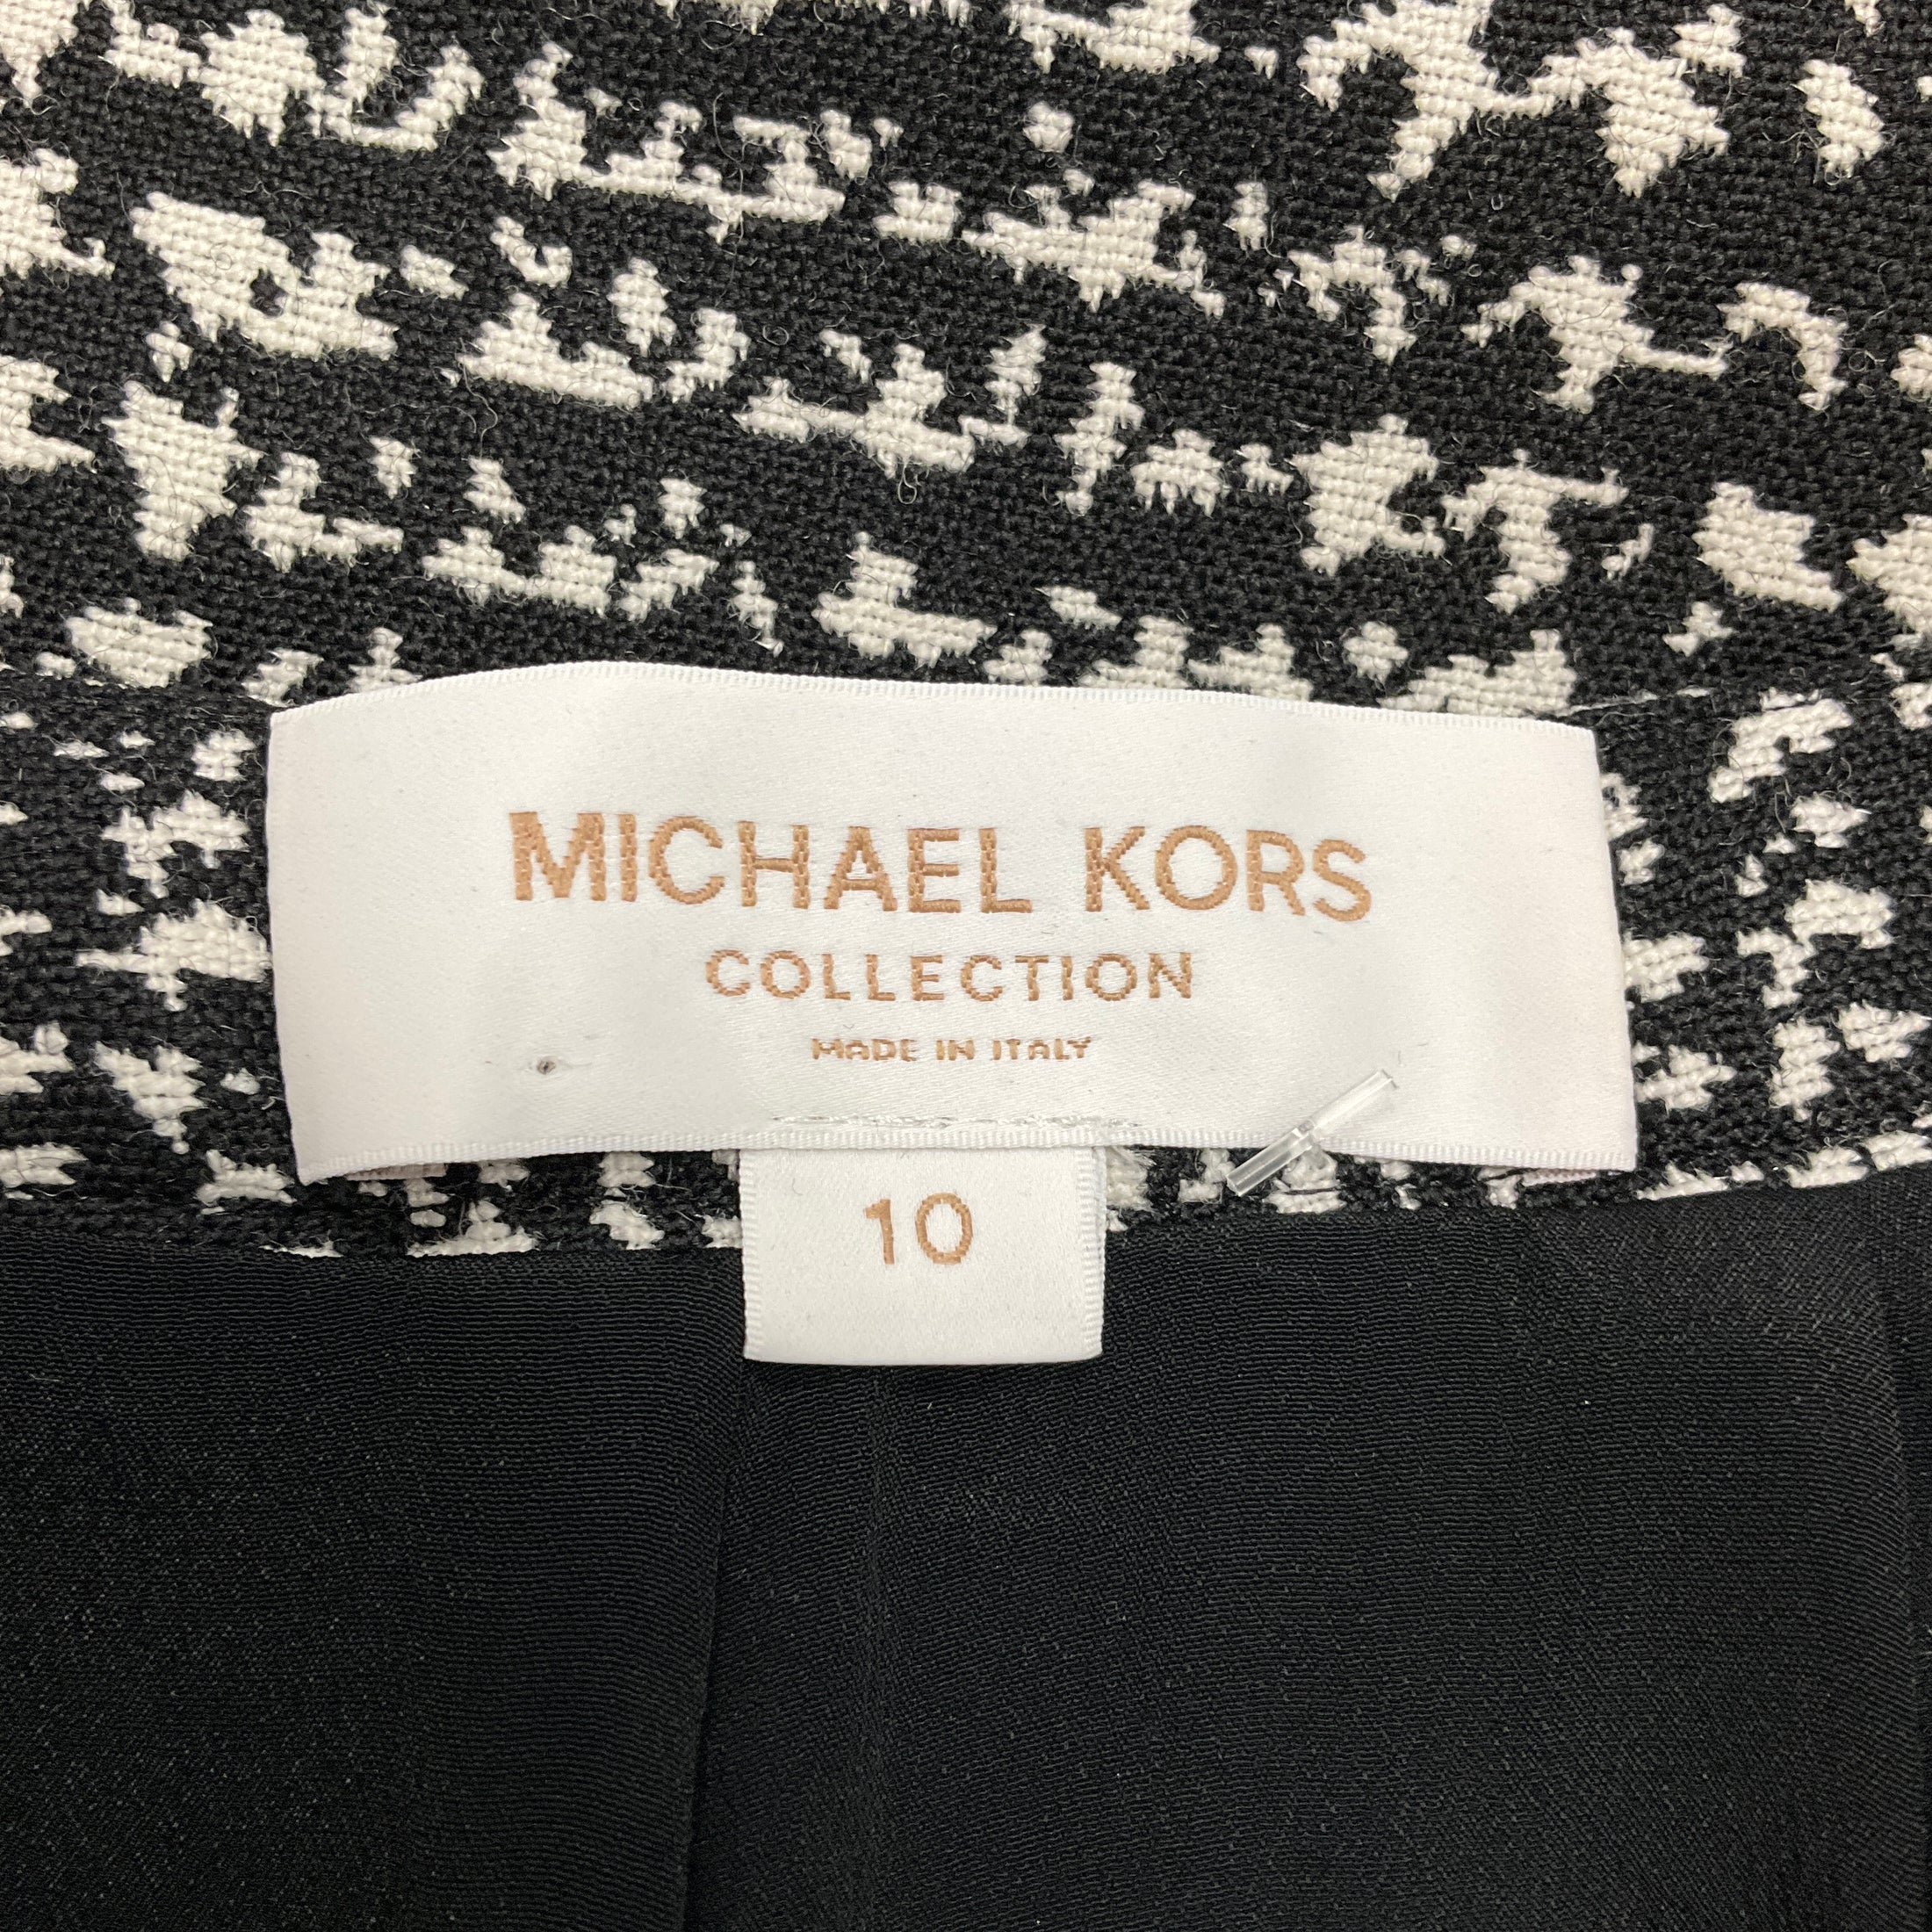 MICHAEL KORS
COLLECTION
MADE IN ITALY
10